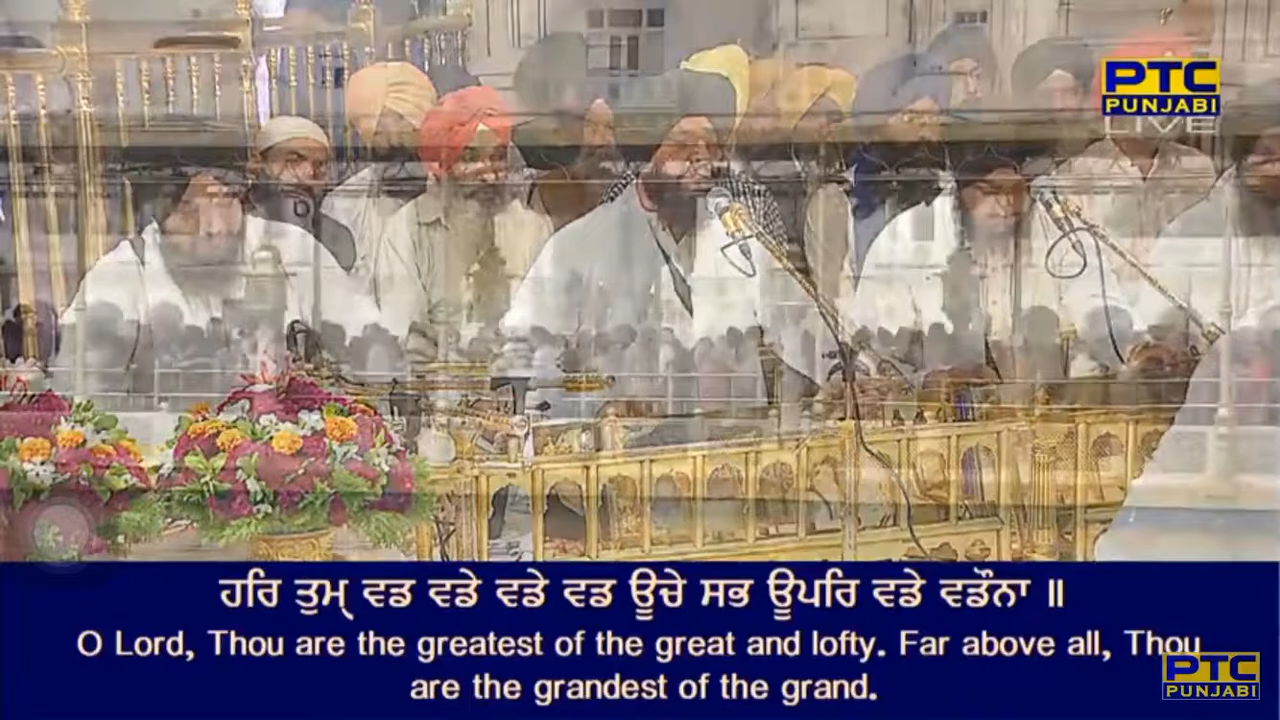 PTC
PUNJABI
LIVE
ਹਰਿ ਤੁਮ੍ ਵਡ ਵਡੇ ਵਡੇ ਵਡ ਊਚੇ ਸਭ ਊਪਰਿ ਵਡੇ ਵਡੌਨਾ ॥
O Lord, Thou are the greatest of the great and lofty. Far above all, Thou
are the grandest of the grand.
PTC
PUNJABI